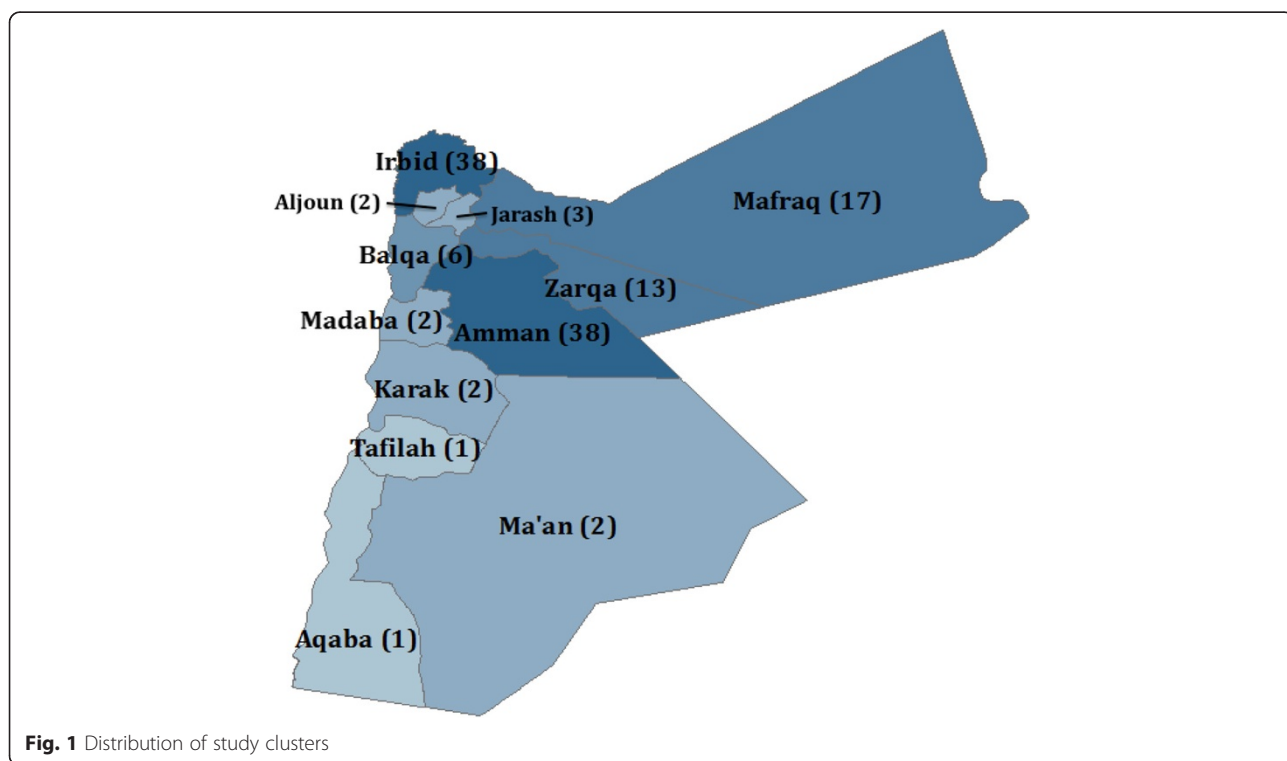 Irbid (38)
Mafraq (17)
Aljoun (2)
Jarash (3)
Balqa (6)
Zarqa (13)
Madaba (2)
Amman (38)
Karak (2)
Tafilah (1)
Ma'an (2)
Aqaba (1)
Fig. 1 Distribution of study clusters